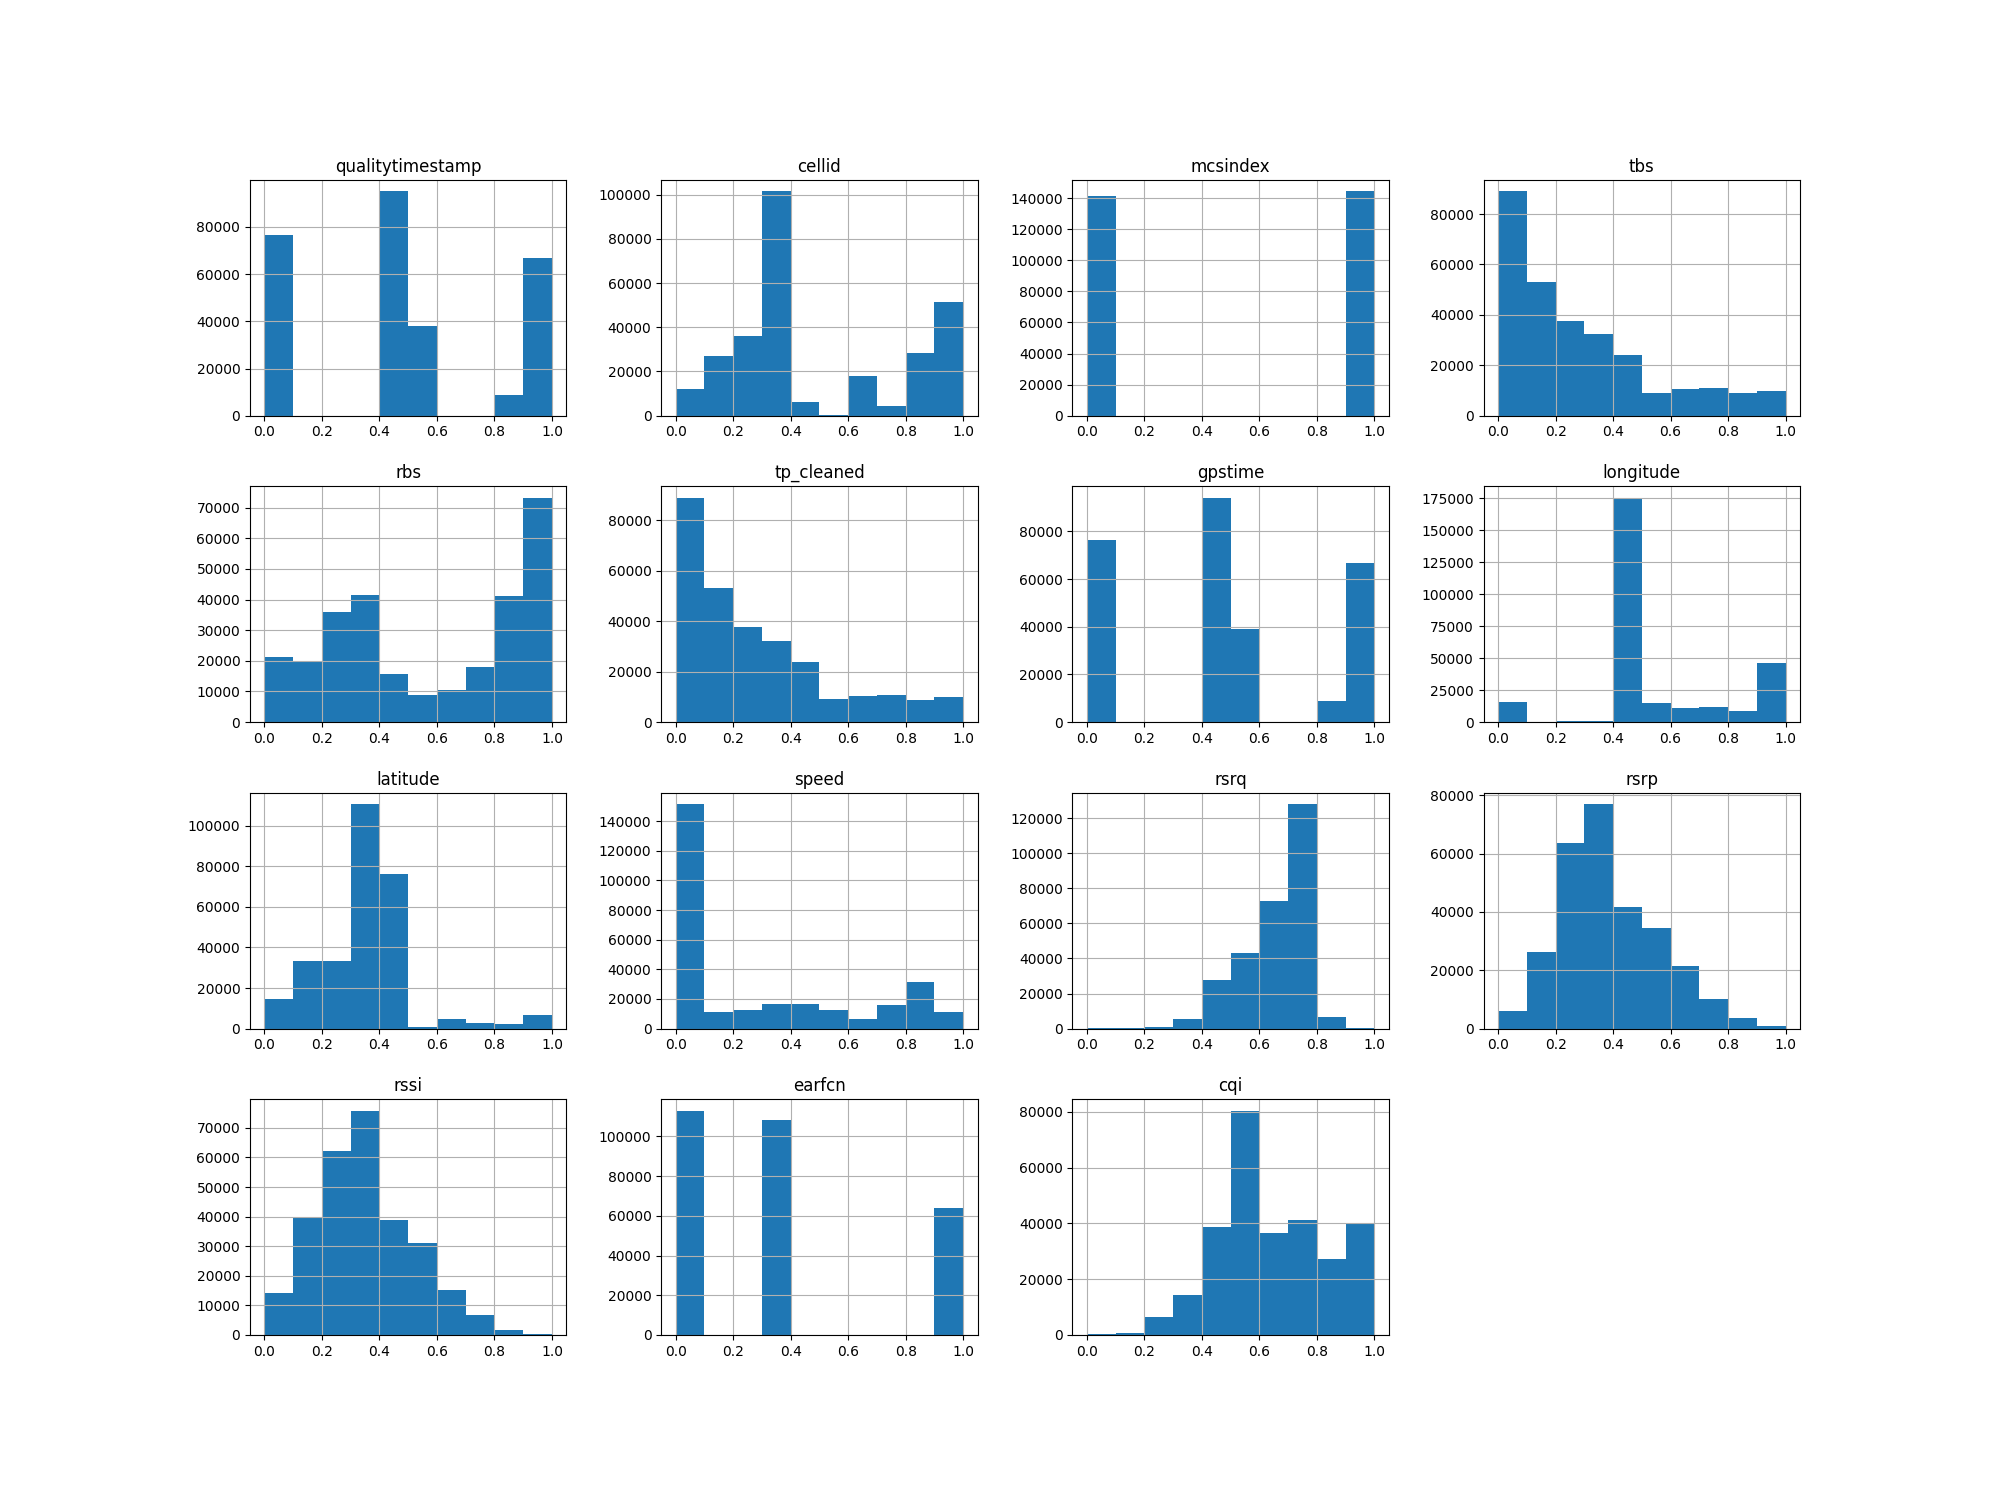 qualitytimestamp cellid mcsindex tbs
80000 60000 40000 20000 0
0.0 0.2 0.4 0.6 0.8 1.0
100000 80000 60000 40000 20000 0
0.0 0.2 0.4 0.6 0.8 1.0
140000 120000 100000 80000 60000 40000 20000 0
0.0 0.2 0.4 0.6 0.8 1.0
80000 60000 40000 20000 0
0.0 0.2 0.4 0.6 0.8 1.0
rbs tp_cleaned gpstime longitude
70000 60000 50000 40000 30000 20000 10000 0
0.0 0.2 0.4 0.6 0.8 1.0
80000 60000 40000 20000 0
0.0 0.2 0.4 0.6 0.8 1.0
80000 60000 40000 20000 0
0.0 0.2 0.4 0.6 0.8 1.0
175000 150000 125000 100000 75000 50000 25000 0
0.0 0.2 0.4 0.6 0.8 1.0
latitude speed rsrq rsrp
100000 80000 60000 40000 20000 0
0.0 0.2 0.4 0.6 0.8 1.0
140000 120000 100000 80000 60000 40000 20000 0
0.0 0.2 0.4 0.6 0.8 1.0
120000 100000 80000 60000 40000 20000 0
0.0 0.2 0.4 0.6 0.8 1.0
80000 60000 40000 20000 0
0.0 0.2 0.4 0.6 0.8 1.0
rssi earfcn cqi
70000 60000 50000 40000 30000 20000 10000 0
0.0 0.2 0.4 0.6 0.8 1.0
100000 80000 60000 40000 20000 0
0.0 0.2 0.4 0.6 0.8 1.0
80000 60000 40000 20000 0
0.0 0.2 0.4 0.6 0.8 1.0